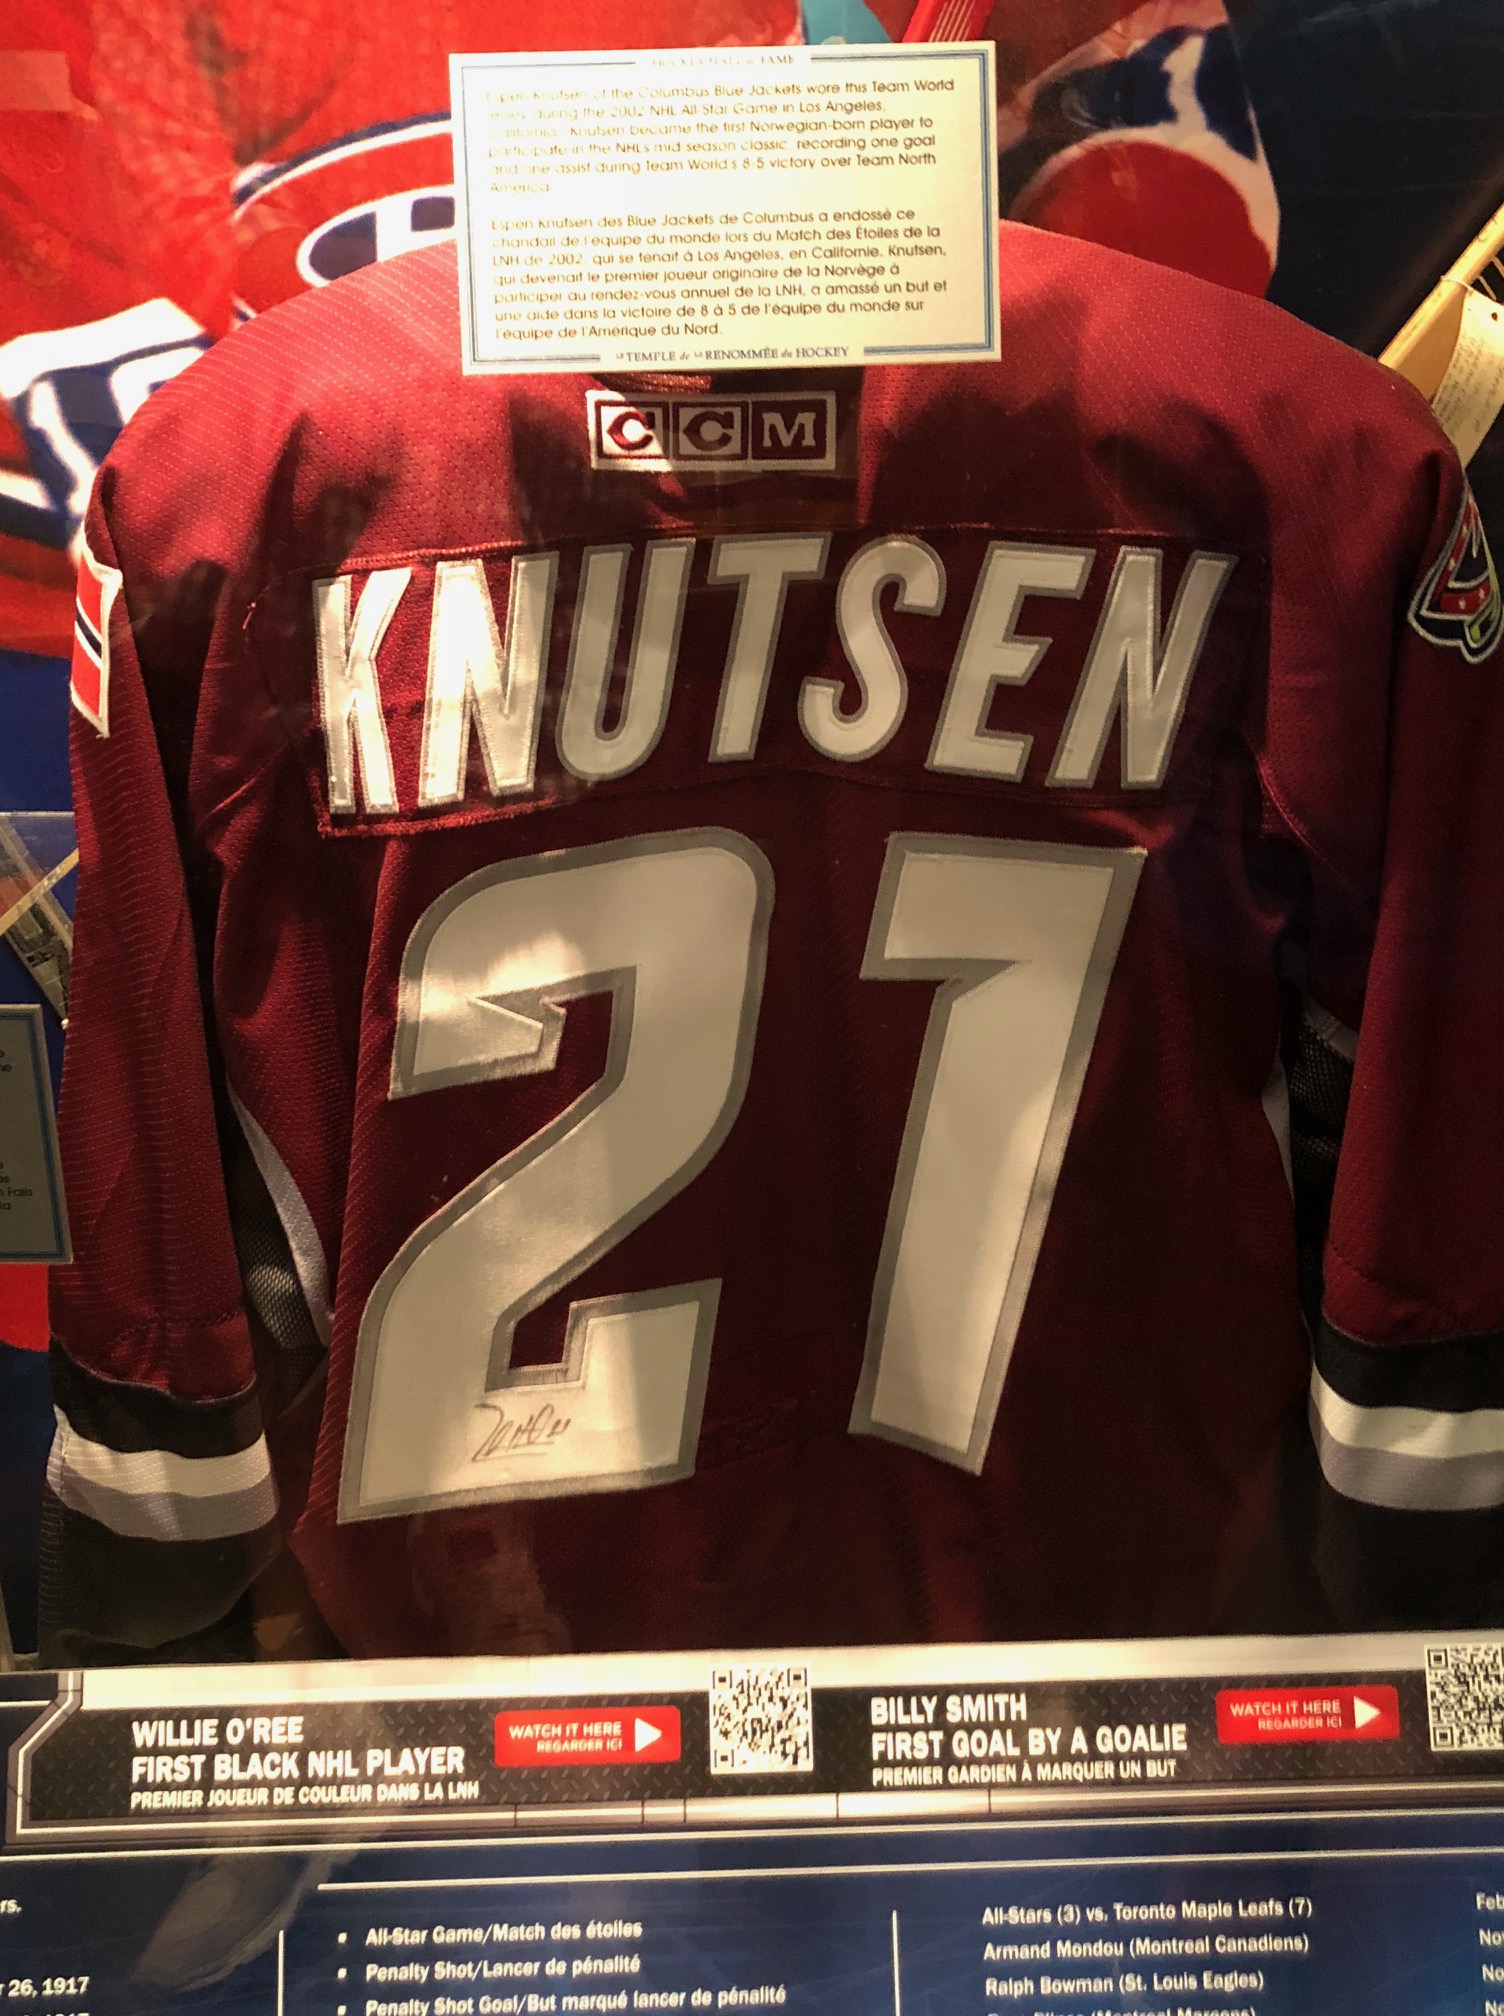 HOCKEY HALL of FAME
Espen Knutsen of the Columbus Blue Jackets wore this Team World
jersey during the 2002 NHL All Star Game in Los Angeles,
California. Knutsen became the first Norwegian-born player to
participate in the NHL's mid season classic, recording one goal
and one assist during Team World's 8-5 victory over Team North
America
Espen Knutsen des Blue Jackets de Columbus a endossé ce
chandail de l'équipe du monde lors du Match des Étoiles de la
LNH de 2002, qui se tenait à Los Angeles, en Californie. Knutsen,
qui devenait le premier joueur originaire de la Norvège à
participer au rendez-vous annuel de la LNH, a amassé un but et
une aide dans la victoire de 8 à 5 de l'équipe du monde sur
l'équipe de l'Amérique du Nord.
LE TEMPLE de la RENOMMÉE du HOCKEY
CCM
KNUTSEN
21
Falls
WILLIE O'REE
FIRST BLACK NHL PLAYER
PREMIER JOUEUR DE COULEUR DANS LA LNH
WATCH IT HERE
REGARDER ICI
BILLY SMITH
FIRST GOAL BY A GOALIE
PREMIER GARDIEN À MARQUER UN BUT
WATCH IT HERE
REGARDER ICI
rs.
26, 1917
▪ All-Star Game/Match des étoiles
▪ Penalty Shot/Lancer de pénalité
▪ Penalty Shot Goal/But marqué lancer de pénalité
All-Stars (3) vs. Toronto Maple Leafs (7)
Armand Mondou (Montreal Canadiens)
Ralph Bowman (St. Louis Eagles)
Feb
No
No